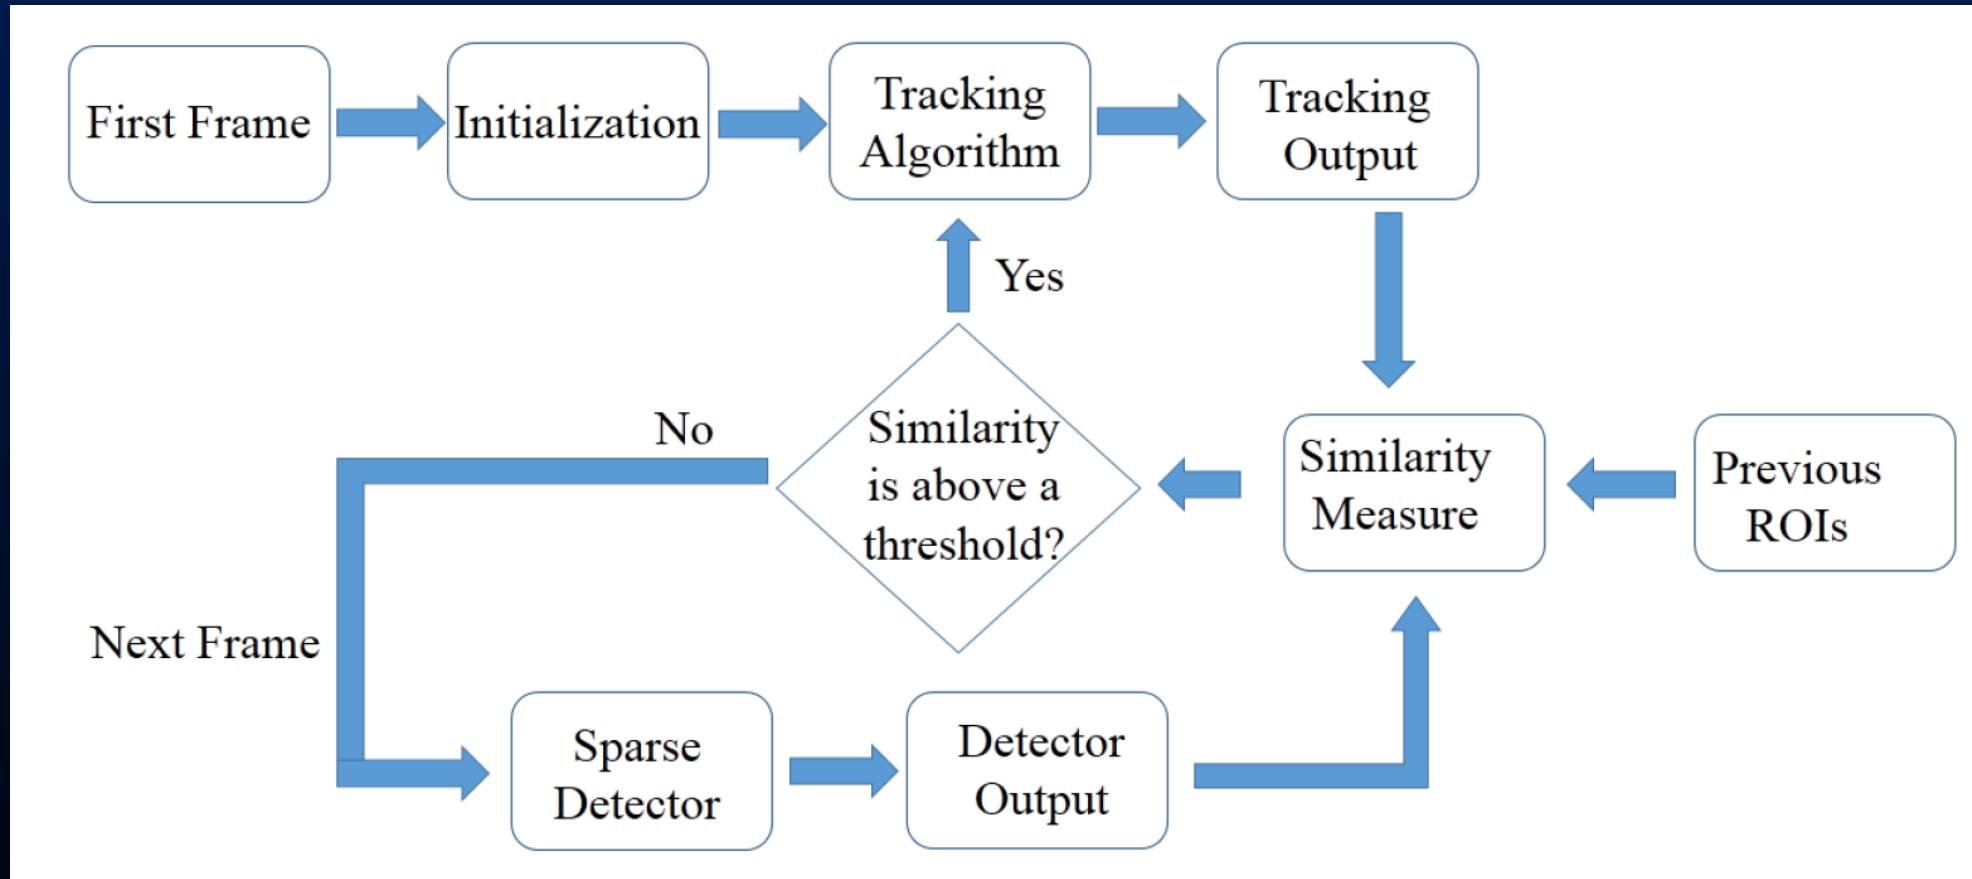 First Frame
Initialization
Tracking
Algorithm
Tracking
Output
Yes
No
Similarity
is above a
threshold?
Similarity
Measure
Previous
ROIs
Next Frame
Sparse
Detector
Detector
Output